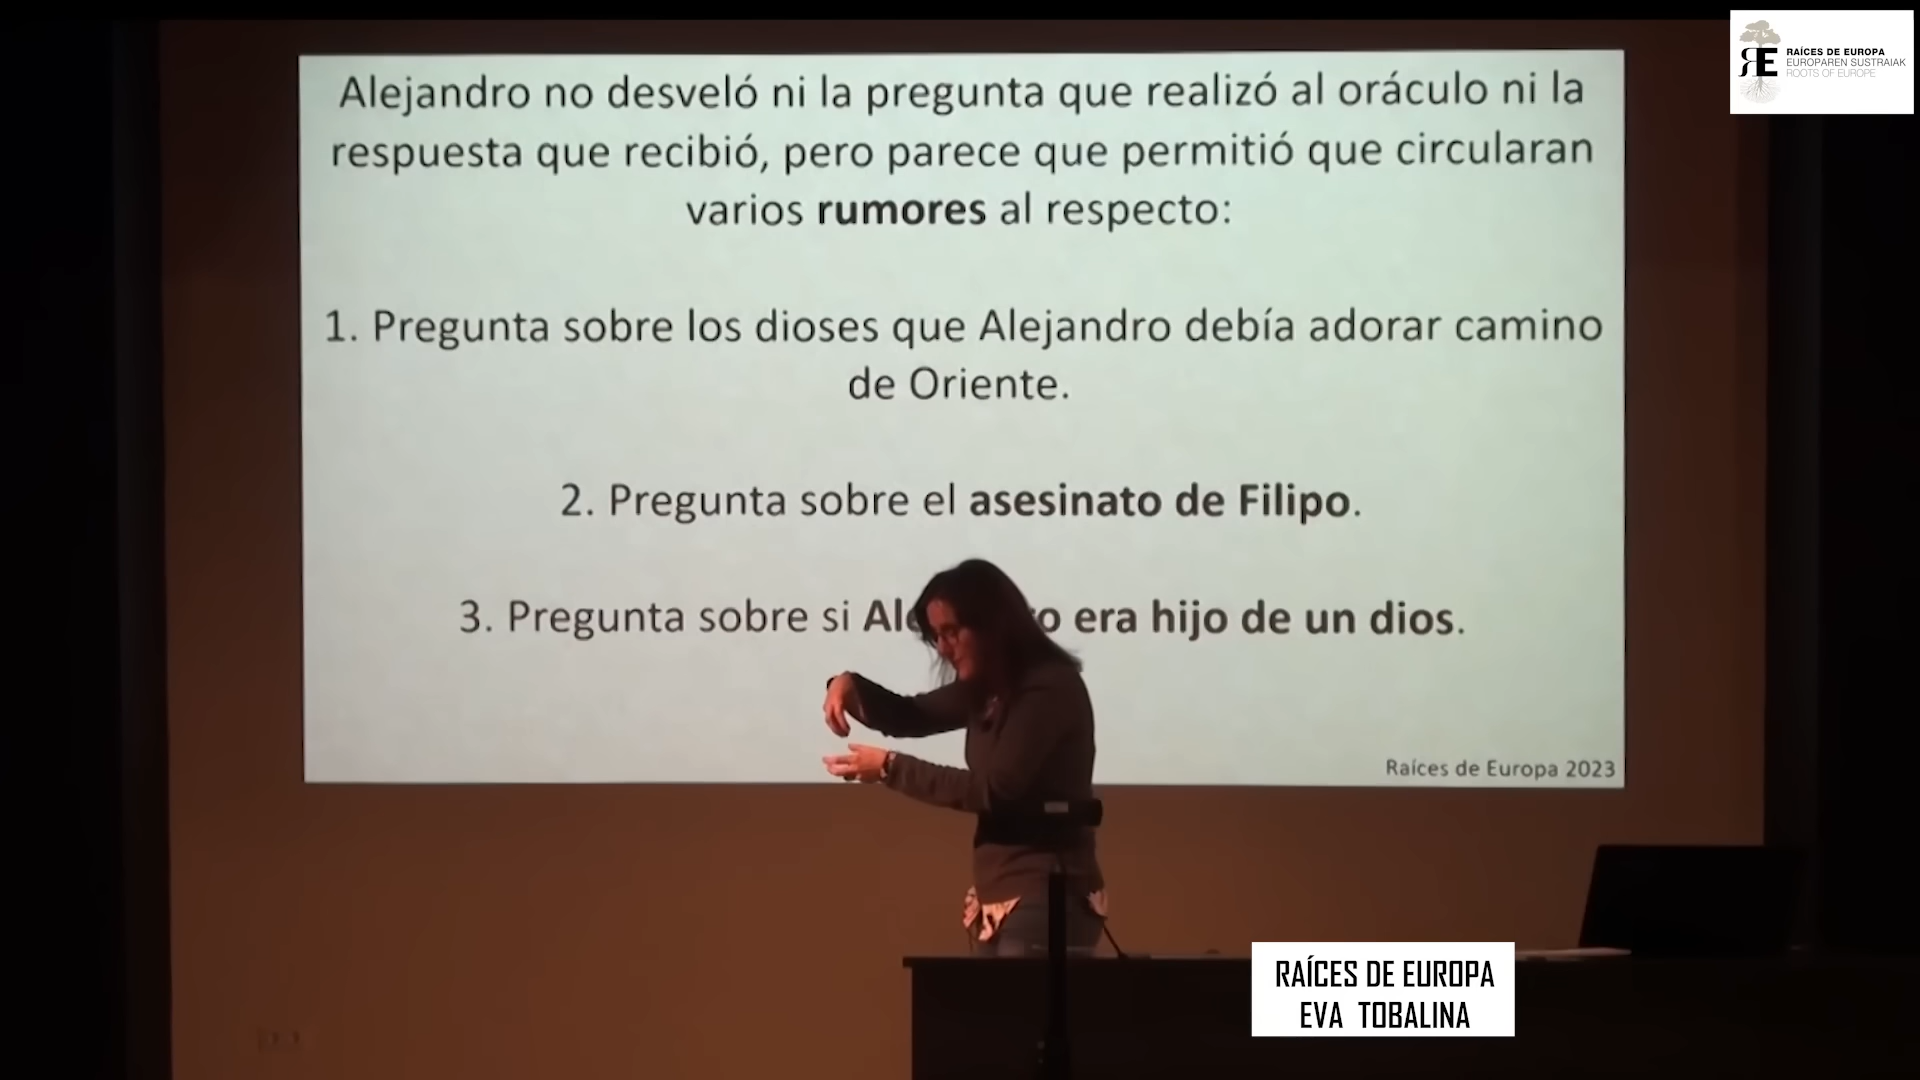 RAÍCES DE EUROPA
EUROPAREN SUSTRAIAK
ROOTS OF EUROPE
Alejandro no desveló ni la pregunta que realizó al oráculo ni la
respuesta que recibió, pero parece que permitió que circularan
varios rumores al respecto:
1. Pregunta sobre los dioses que Alejandro debía adorar camino
de Oriente.
2. Pregunta sobre el asesinato de Filipo.
3. Pregunta sobre si era hijo de un dios.
Raíces de Europa 2023
RAÍCES DE EUROPA
EVA TOBALINA